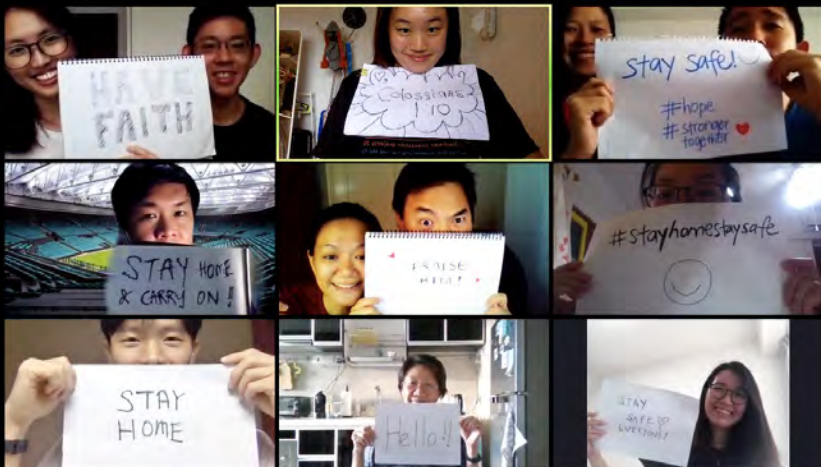 HAVE
FAITH
Colossians
1:10
Stay Safe!
#hope
#stronger
together
STAY HOME
& CARRY ON!
PRAISE
HIM!
#stayhomestaysafe
STAY
HOME
Hello!!
STAY
SAFE
EVERYONE!